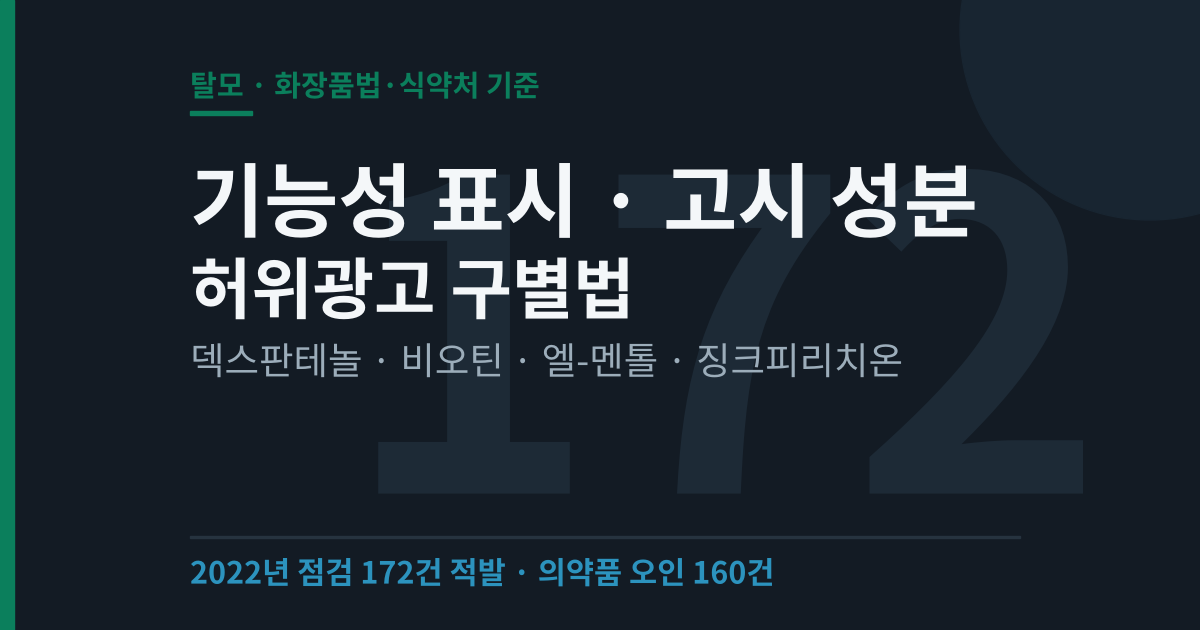 탈모 · 화장품법·식약처 기준
기능성 표시 · 고시 성분
허위광고 구별법
덱스판테놀 · 비오틴 · 엘-멘톨 · 징크피리치온
172
2022년 점검 172건 적발 · 의약품 오인 160건